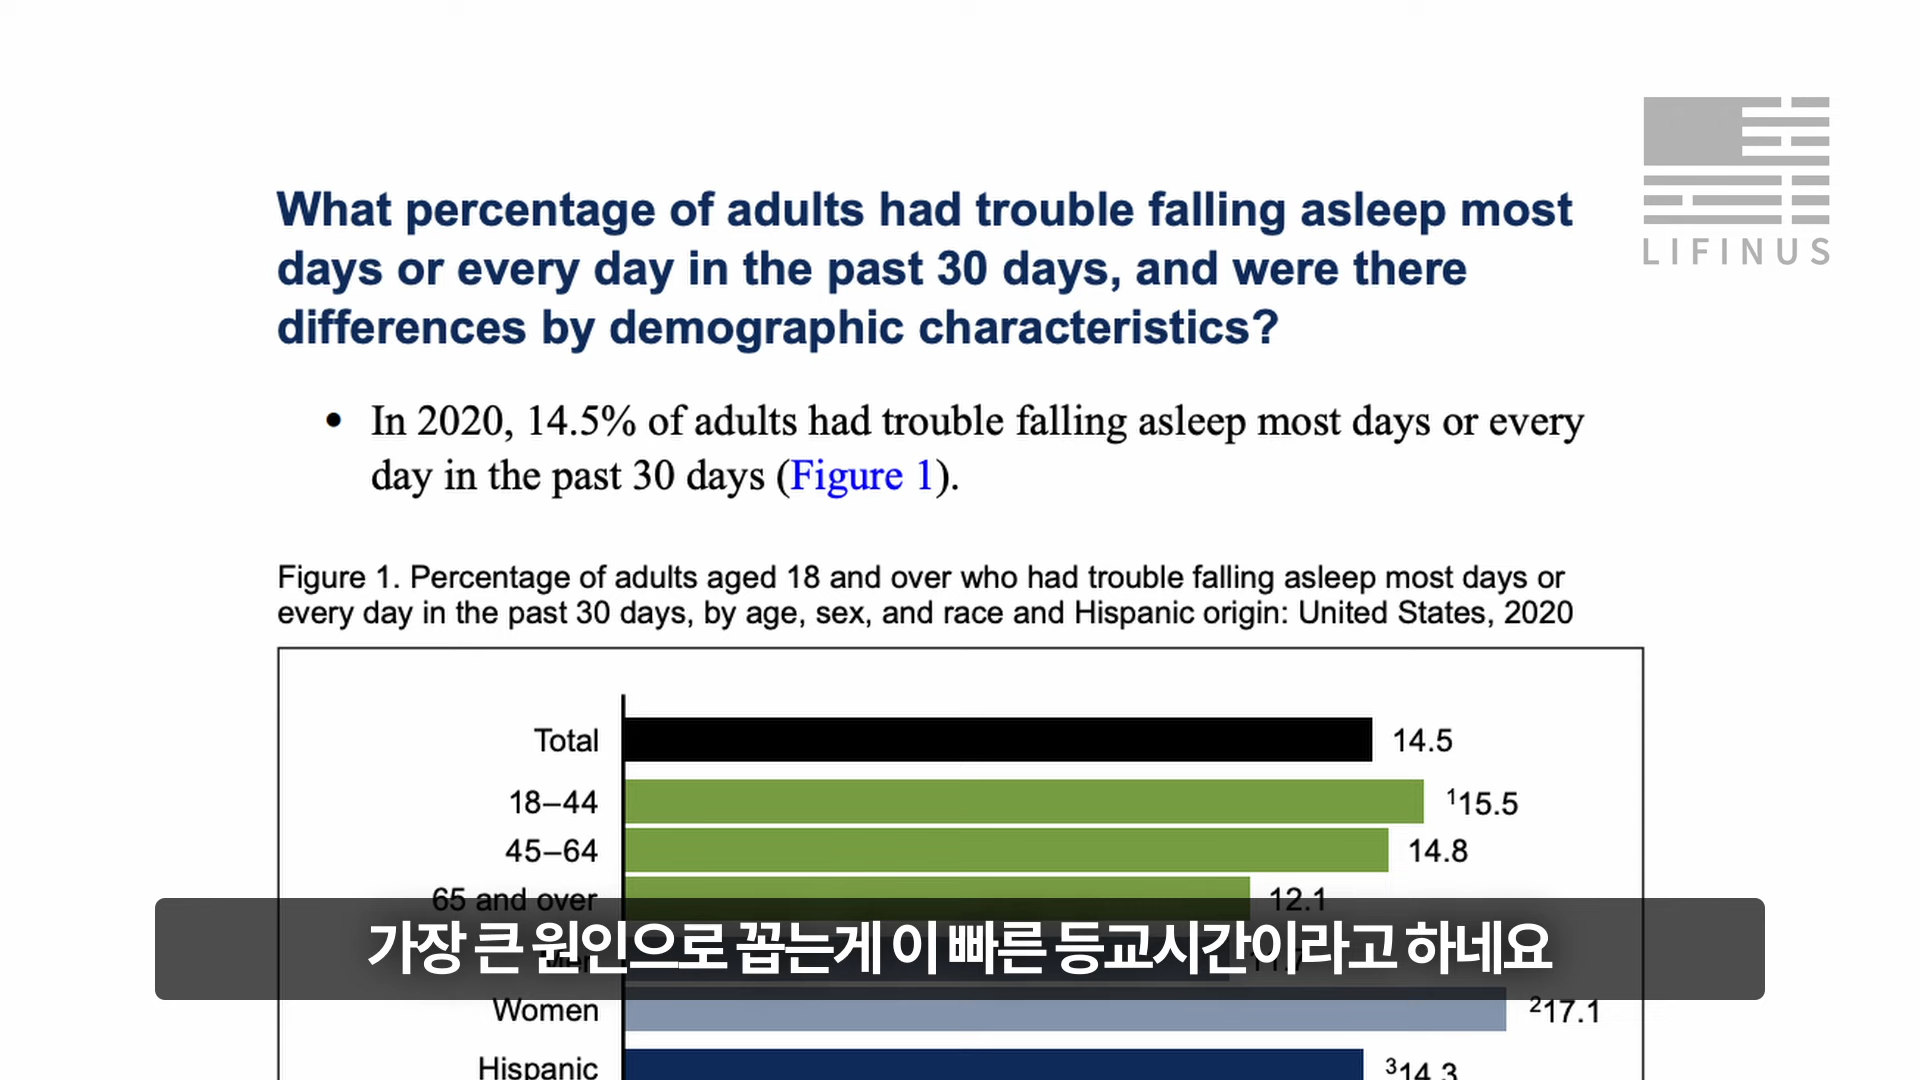 LIFINUS
What percentage of adults had trouble falling asleep most
days or every day in the past 30 days, and were there
differences by demographic characteristics?
• In 2020, 14.5% of adults had trouble falling asleep most days or every
day in the past 30 days (Figure 1).
Figure 1. Percentage of adults aged 18 and over who had trouble falling asleep most days or
every day in the past 30 days, by age, sex, and race and Hispanic origin: United States, 2020
Total 14.5
18–44 ¹15.5
45–64 14.8
65 and over 12.1
Men 11.7
가장 큰 원인으로 꼽는게 이 빠른 등교시간이라고 하네요
Women ²17.1
Hispanic ³14.3